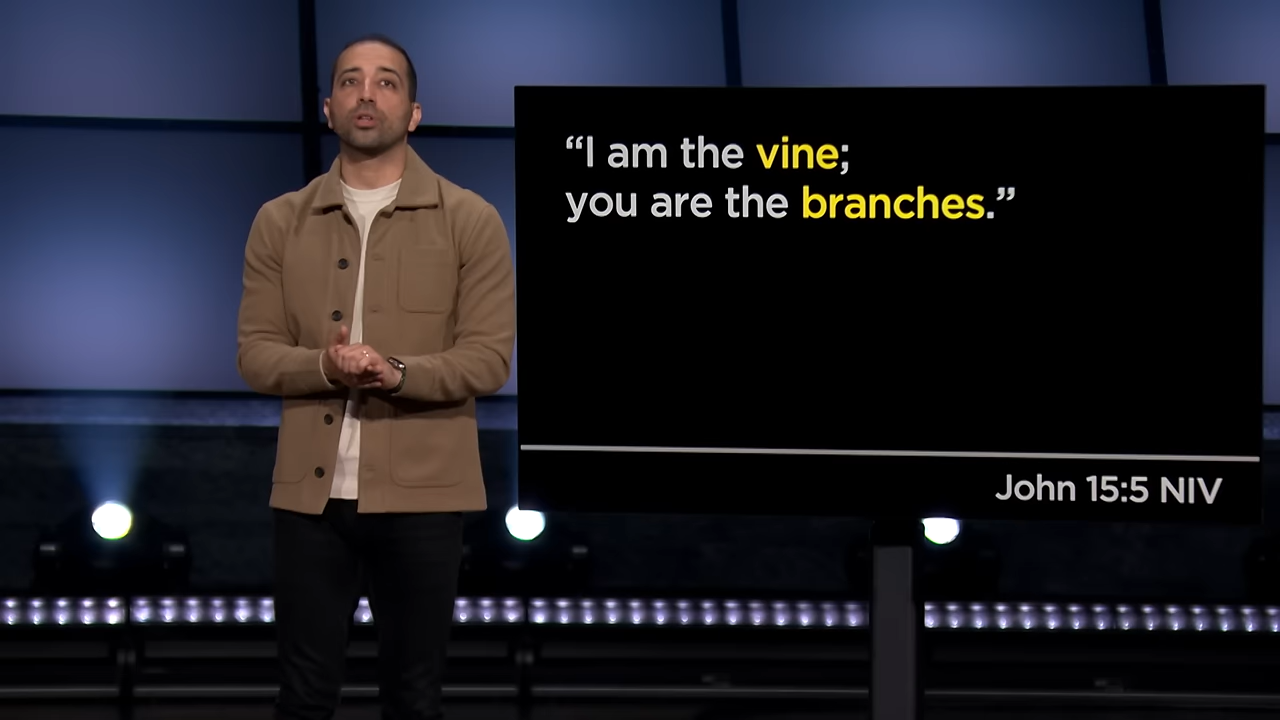 “I am the vine;
you are the branches.”
John 15:5 NIV